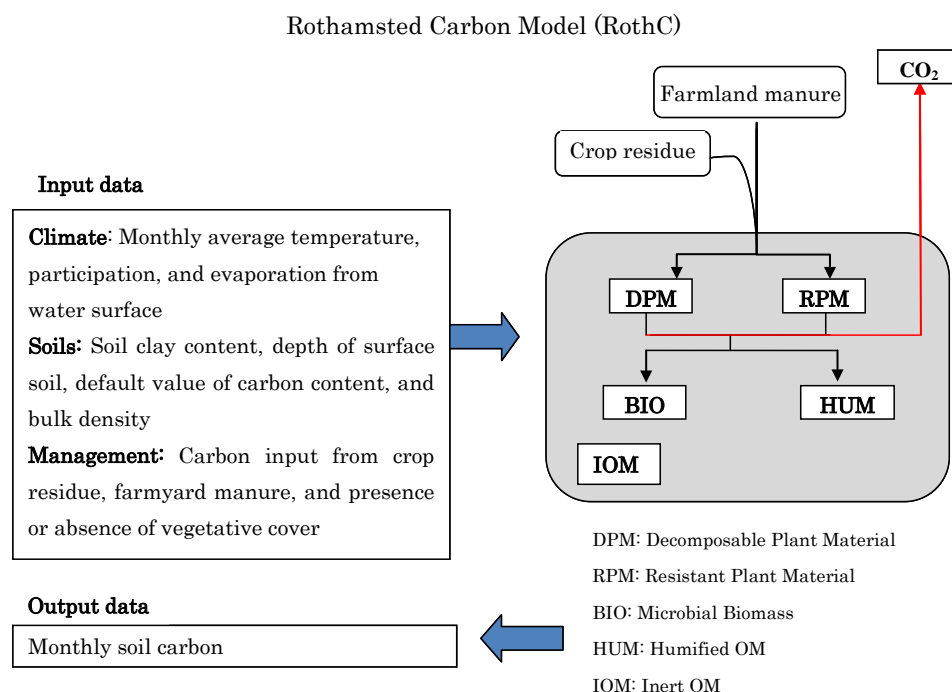 Rothamsted Carbon Model (RothC)
CO₂
Farmland manure
Crop residue
Input data
Climate: Monthly average temperature,
participation, and evaporation from
water surface
Soils: Soil clay content, depth of surface
soil, default value of carbon content, and
bulk density
Management: Carbon input from crop
residue, farmyard manure, and presence
or absence of vegetative cover
DPM
RPM
BIO
HUM
IOM
DPM: Decomposable Plant Material
RPM: Resistant Plant Material
BIO: Microbial Biomass
HUM: Humified OM
IOM: Inert OM
Output data
Monthly soil carbon